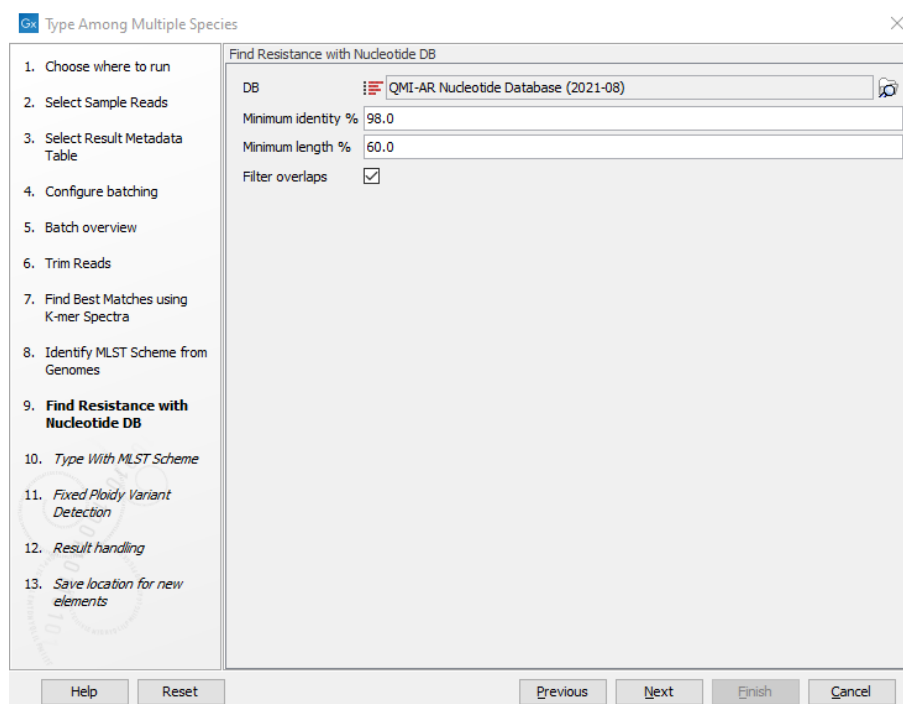 Gx Type Among Multiple Species
1. Choose where to run
2. Select Sample Reads
3. Select Result Metadata
Table
4. Configure batching
5. Batch overview
6. Trim Reads
7. Find Best Matches using
K-mer Spectra
8. Identify MLST Scheme from
Genomes
9. Find Resistance with
Nucleotide DB
10. Type With MLST Scheme
11. Fixed Ploidy Variant
Detection
12. Result handling
13. Save location for new
elements
Find Resistance with Nucleotide DB
DB QMI-AR Nucleotide Database (2021-08)
Minimum identity % 98.0
Minimum length % 60.0
Filter overlaps
Help Reset Previous Next Finish Cancel